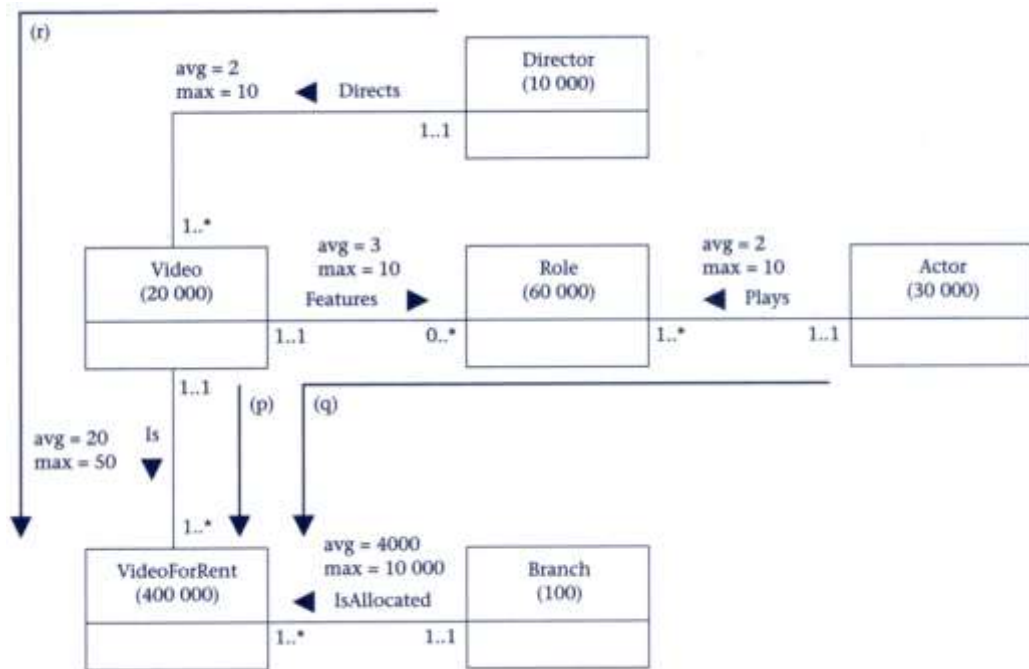 (r)
Director
(10 000)
avg = 2
max = 10
Directs
1..1
1..*
Video
(20 000)
avg = 3
max = 10
Features
Role
(60 000)
avg = 2
max = 10
Plays
Actor
(30 000)
1..1
0..*
1..*
1..1
1..1
(p)
(q)
avg = 20
max = 50
Is
1..*
VideoForRent
(400 000)
avg = 4000
max = 10 000
IsAllocated
Branch
(100)
1..*
1..1